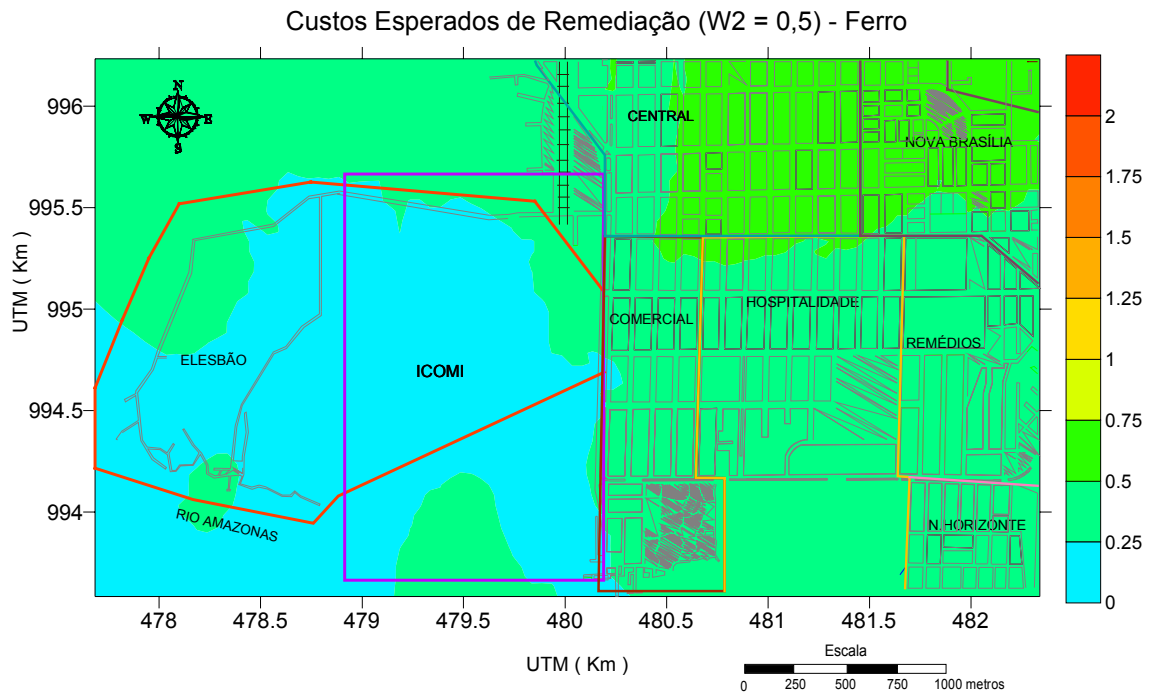 Custos Esperados de Remediação (W2 = 0,5) - Ferro
N
W E
S
996
995.5
995
994.5
994
UTM ( Km )
CENTRAL
NOVA BRASÍLIA
HOSPITALIDADE
COMERCIAL
REMÉDIOS
ELESBÃO
ICOMI
RIO AMAZONAS
N. HORIZONTE
2
1.75
1.5
1.25
1
0.75
0.5
0.25
0
478 478.5 479 479.5 480 480.5 481 481.5 482
UTM ( Km )
Escala
0 250 500 750 1000 metros